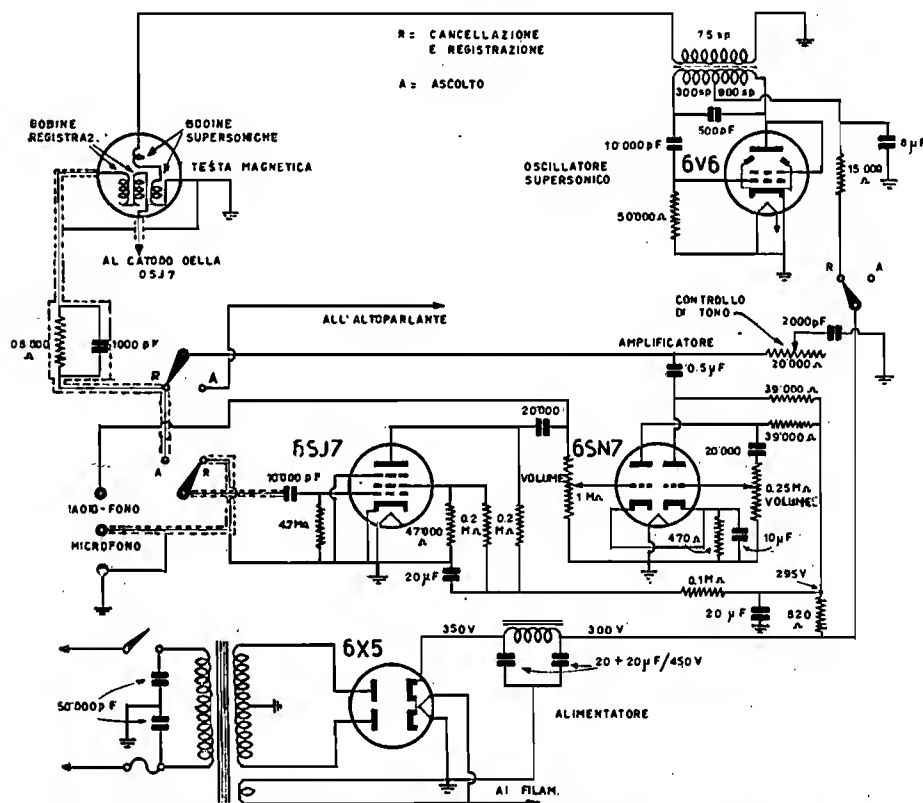 R = CANCELLAZIONE
E REGISTRAZIONE
A = ASCOLTO
75 sp
300 sp 900 sp
500 pF
10'000 pF
6V6
8 µF
15 000
Ω
OSCILLATORE
SUPERSONICO
50'000 Ω
BOBINE
REGISTRAZ.
BODINE
SUPERSONICHE
TESTA MAGNETICA
AL CATODO DELLA
OSJ7
R A
CONTROLLO
DI TONO
2000 pF
20'000 Ω
ALL'ALTOPARLANTE
AMPLIFICATORE
0.5 µF
08.000
Ω
1000 pF
R A
39'000 Ω
39'000 Ω
20'000
6SJ7
6SN7
20'000
A R
10'000 pF
VOLUME
1 MΩ
0.25 MΩ
VOLUME
1AOIO-FONO
MICROFONO
4.7 MΩ
47'000
Ω
0.2
MΩ
0.2
MΩ
470 Ω
10 µF
20 µF
0.1 MΩ
295 V
20 µF
820
Ω
6X5
350 V
300 V
20 + 20 µF / 450 V
50'000 pF
ALIMENTATORE
AI FILAM.